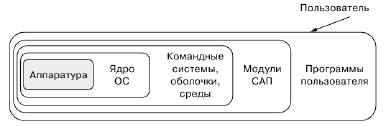 Пользователь
Аппаратура
Ядро
ОС
Командные
системы,
оболочки,
среды
Модули
САП
Программы
пользователя